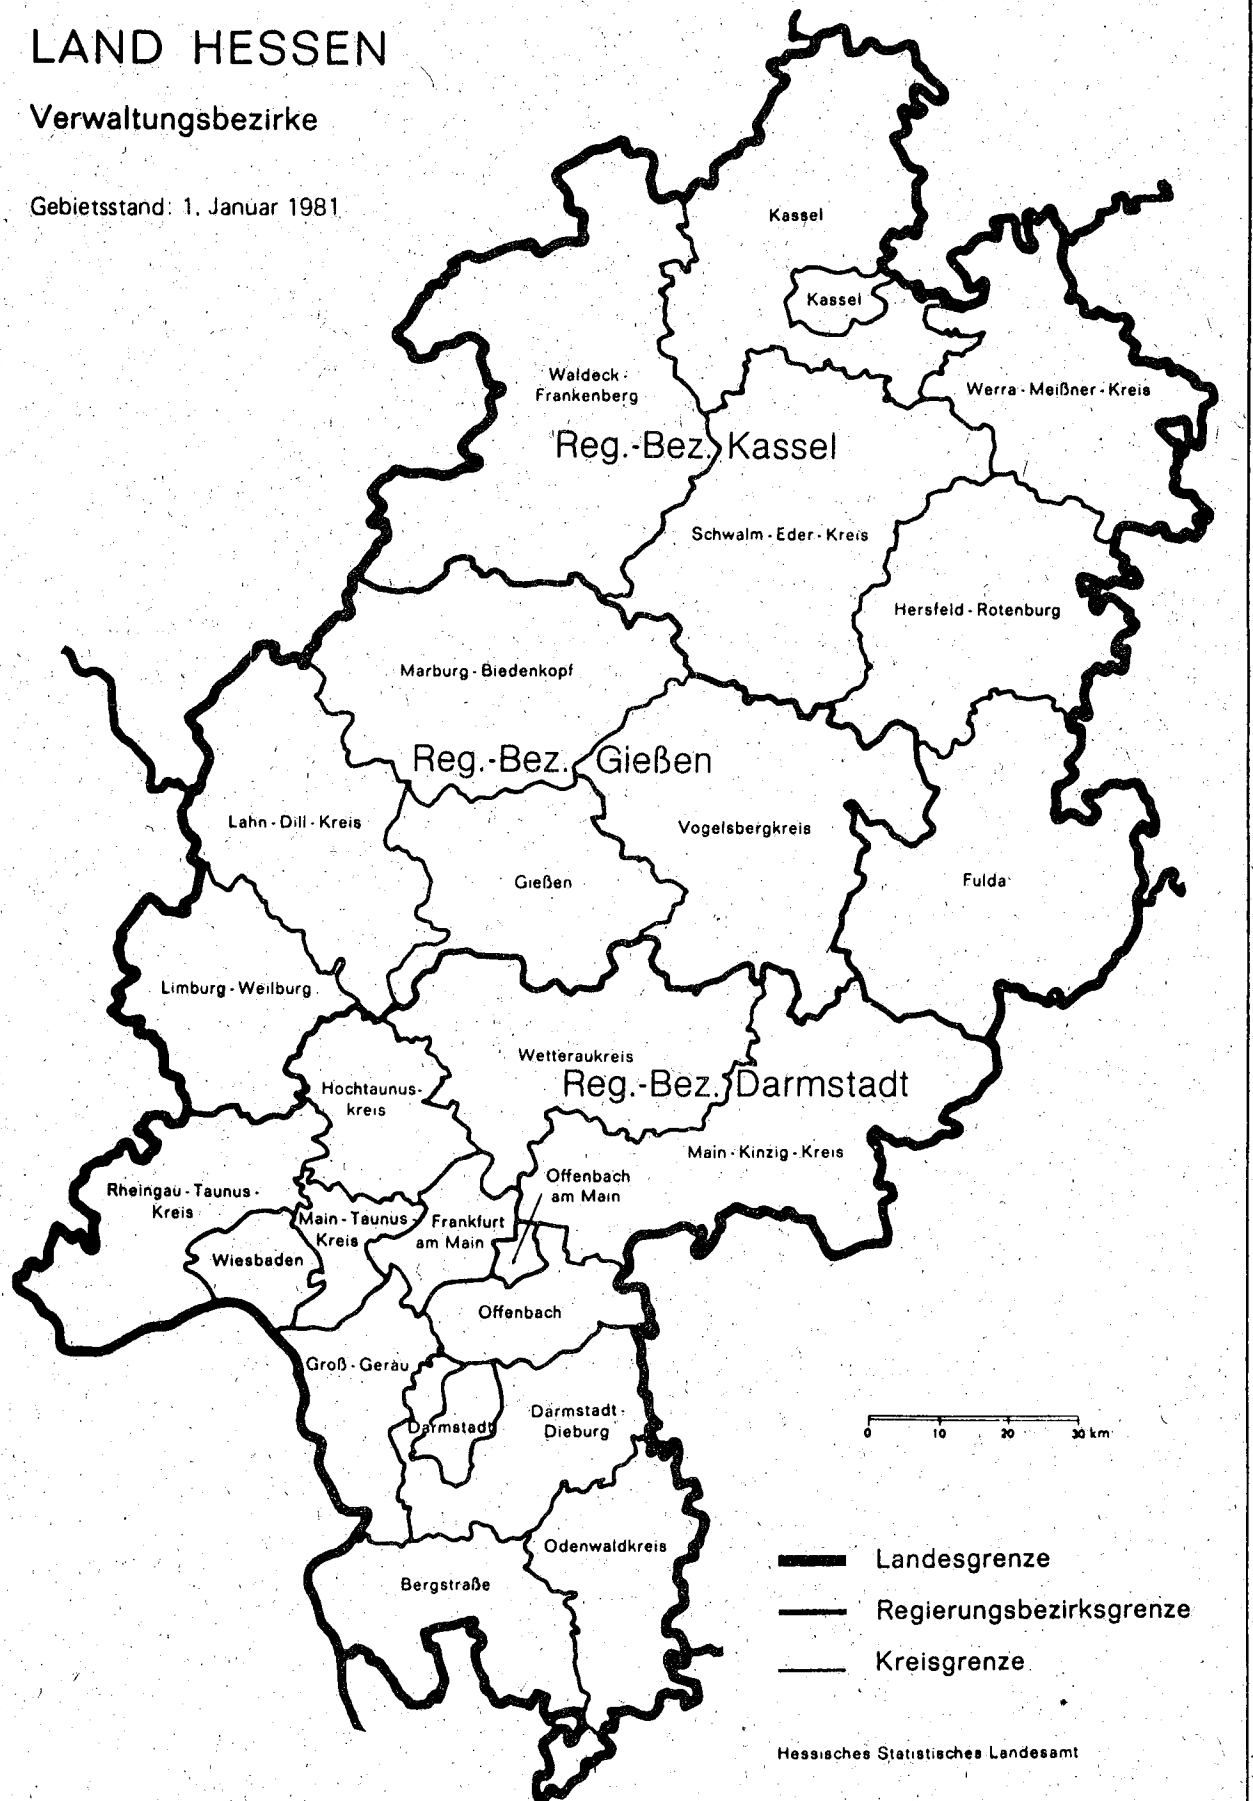 LAND HESSEN
Verwaltungsbezirke
Gebietsstand: 1. Januar 1981
Kassel
Kassel
Waldeck-
Frankenberg
Werra-Meißner-Kreis
Reg.-Bez. Kassel
Schwalm-Eder-Kreis
Hersfeld-Rotenburg
Marburg-Biedenkopf
Reg.-Bez. Gießen
Lahn-Dill-Kreis
Vogelsbergkreis
Gießen
Fulda
Limburg-Weilburg
Wetteraukreis
Reg.-Bez. Darmstadt
Hochtaunus-
kreis
Main-Kinzig-Kreis
Offenbach
am Main
Rheingau-Taunus-
Kreis
Main-Taunus-
Kreis
Frankfurt
am Main
Wiesbaden
Offenbach
Groß-Gerau
Darmstadt
Darmstadt-
Dieburg
0 10 20 30 km
Odenwaldkreis
Bergstraße
Landesgrenze
Regierungsbezirksgrenze
Kreisgrenze
Hessisches Statistisches Landesamt